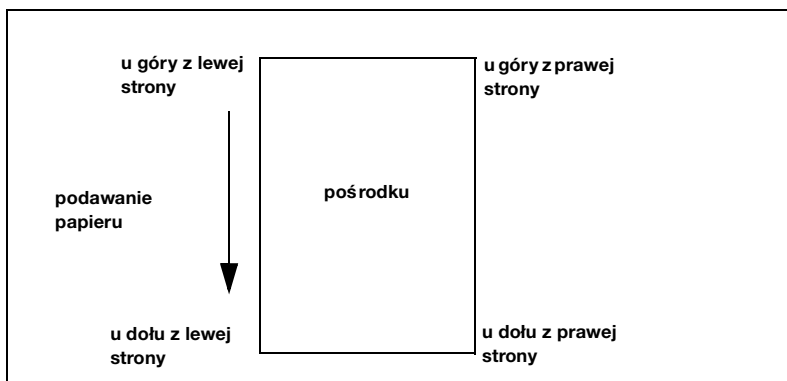 u góry z lewej
strony
u góry z prawej
strony
podawanie
papieru
pośrodku
u dołu z lewej
strony
u dołu z prawej
strony